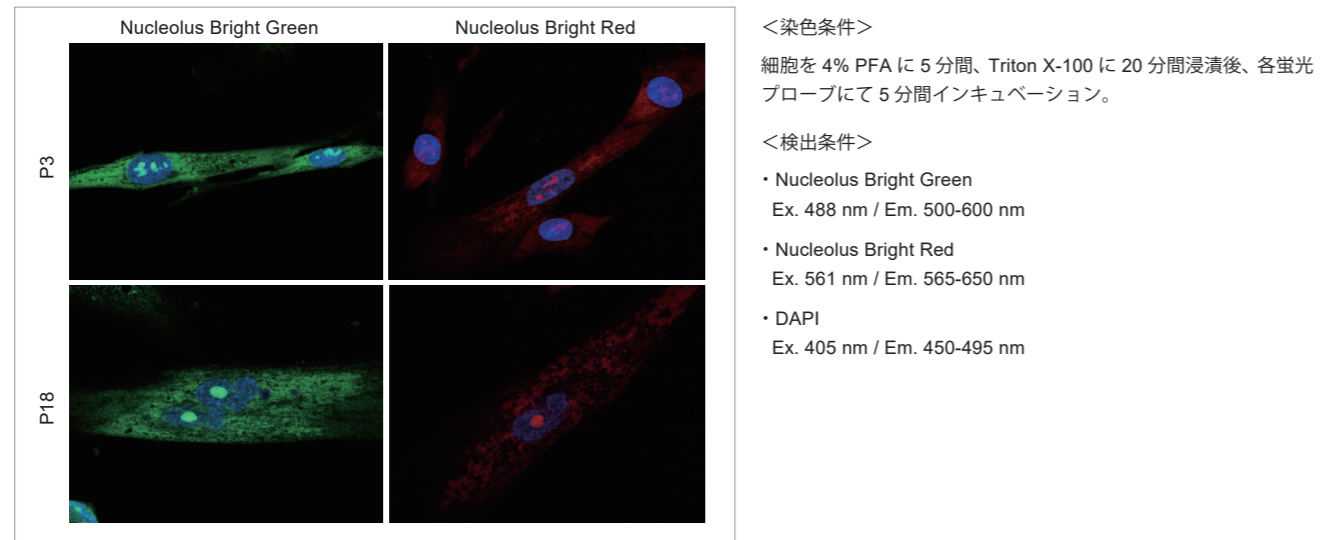 Nucleolus Bright Green
Nucleolus Bright Red
P3
P18
＜染色条件＞
細胞を 4% PFA に 5 分間、Triton X-100 に 20 分間浸漬後、各蛍光
プローブにて 5 分間インキュベーション。
＜検出条件＞
・Nucleolus Bright Green
Ex. 488 nm / Em. 500-600 nm
・Nucleolus Bright Red
Ex. 561 nm / Em. 565-650 nm
・DAPI
Ex. 405 nm / Em. 450-495 nm